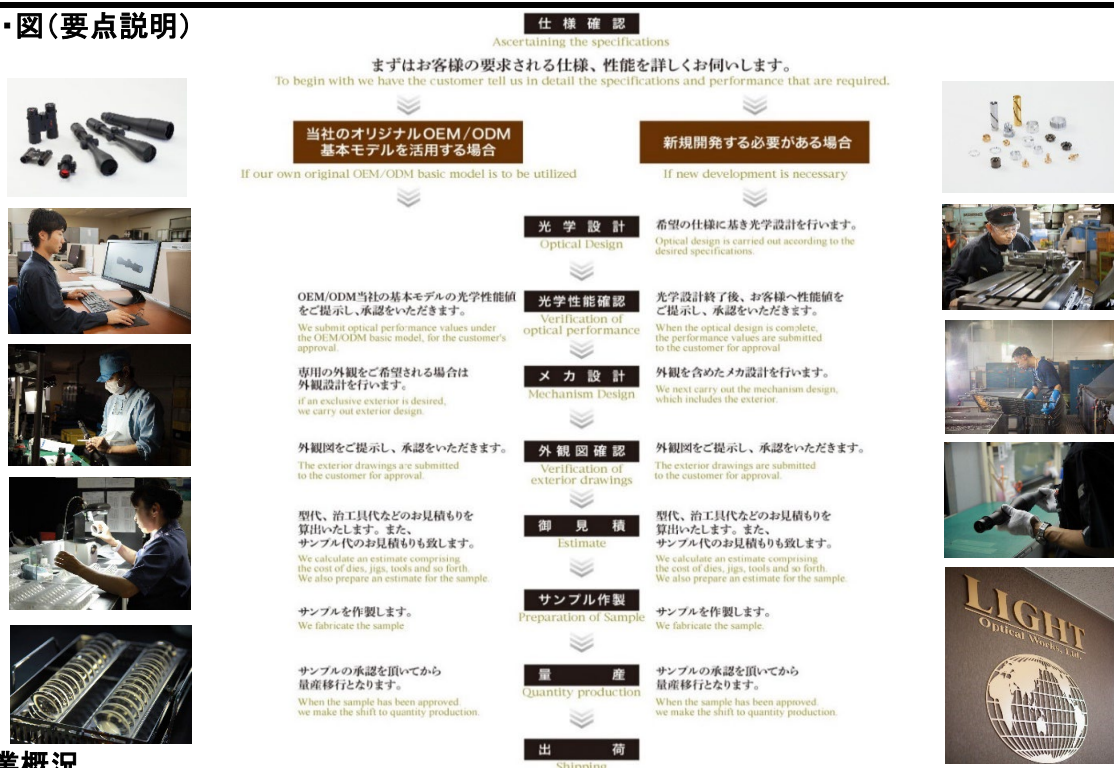 ・図（要点説明）
仕様確認
Ascertaining the specifications
まずはお客様の要求される仕様、性能を詳しくお伺いします。
To begin with we have the customer tell us in detail the specifications and performance that are required.
当社のオリジナルOEM/ODM
基本モデルを活用する場合
If our own original OEM/ODM basic model is to be utilized
新規開発する必要がある場合
If new development is necessary
光学設計
Optical Design
希望の仕様に基き光学設計を行います。
Optical design is carried out according to the
desired specifications.
OEM/ODM当社の基本モデルの光学性能値
をご提示し、承認をいただきます。
We submit optical performance values under
the OEM/ODM basic model, for the customer's
approval.
光学性能確認
Verification of
optical performance
光学設計終了後、お客様へ性能値を
ご提示し、承認をいただきます。
When the optical design is complete,
the performance values are submitted
to the customer for approval
専用の外観をご希望される場合は
外観設計を行います。
if an exclusive exterior is desired,
we carry out exterior design.
メカ設計
Mechanism Design
外観を含めたメカ設計を行います。
We next carry out the mechanism design,
which includes the exterior.
外観図をご提示し、承認をいただきます。
The exterior drawings are submitted
to the customer for approval.
外観図確認
Verification of
exterior drawings
外観図をご提示し、承認をいただきます。
The exterior drawings are submitted
to the customer for approval.
型代、治工具代などのお見積もりを
算出いたします。また、
サンプル代のお見積もりも致します。
We calculate an estimate comprising
the cost of dies, jigs, tools and so forth.
We also prepare an estimate for the sample.
御見積
Estimate
型代、治工具代などのお見積もりを
算出いたします。また、
サンプル代のお見積もりも致します。
We calculate an estimate comprising
the cost of dies, jigs, tools and so forth.
We also prepare an estimate for the sample.
サンプルを作製します。
We fabricate the sample
サンプル作製
Preparation of Sample
サンプルを作製します。
We fabricate the sample.
サンプルの承認を頂いてから
量産移行となります。
When the sample has been approved.
we make the shift to quantity production.
量産
Quantity production
サンプルの承認を頂いてから
量産移行となります。
When the sample has been approved.
we make the shift to quantity production.
出荷
Shipping
LIGHT
Optical Works, Ltd.
業概況